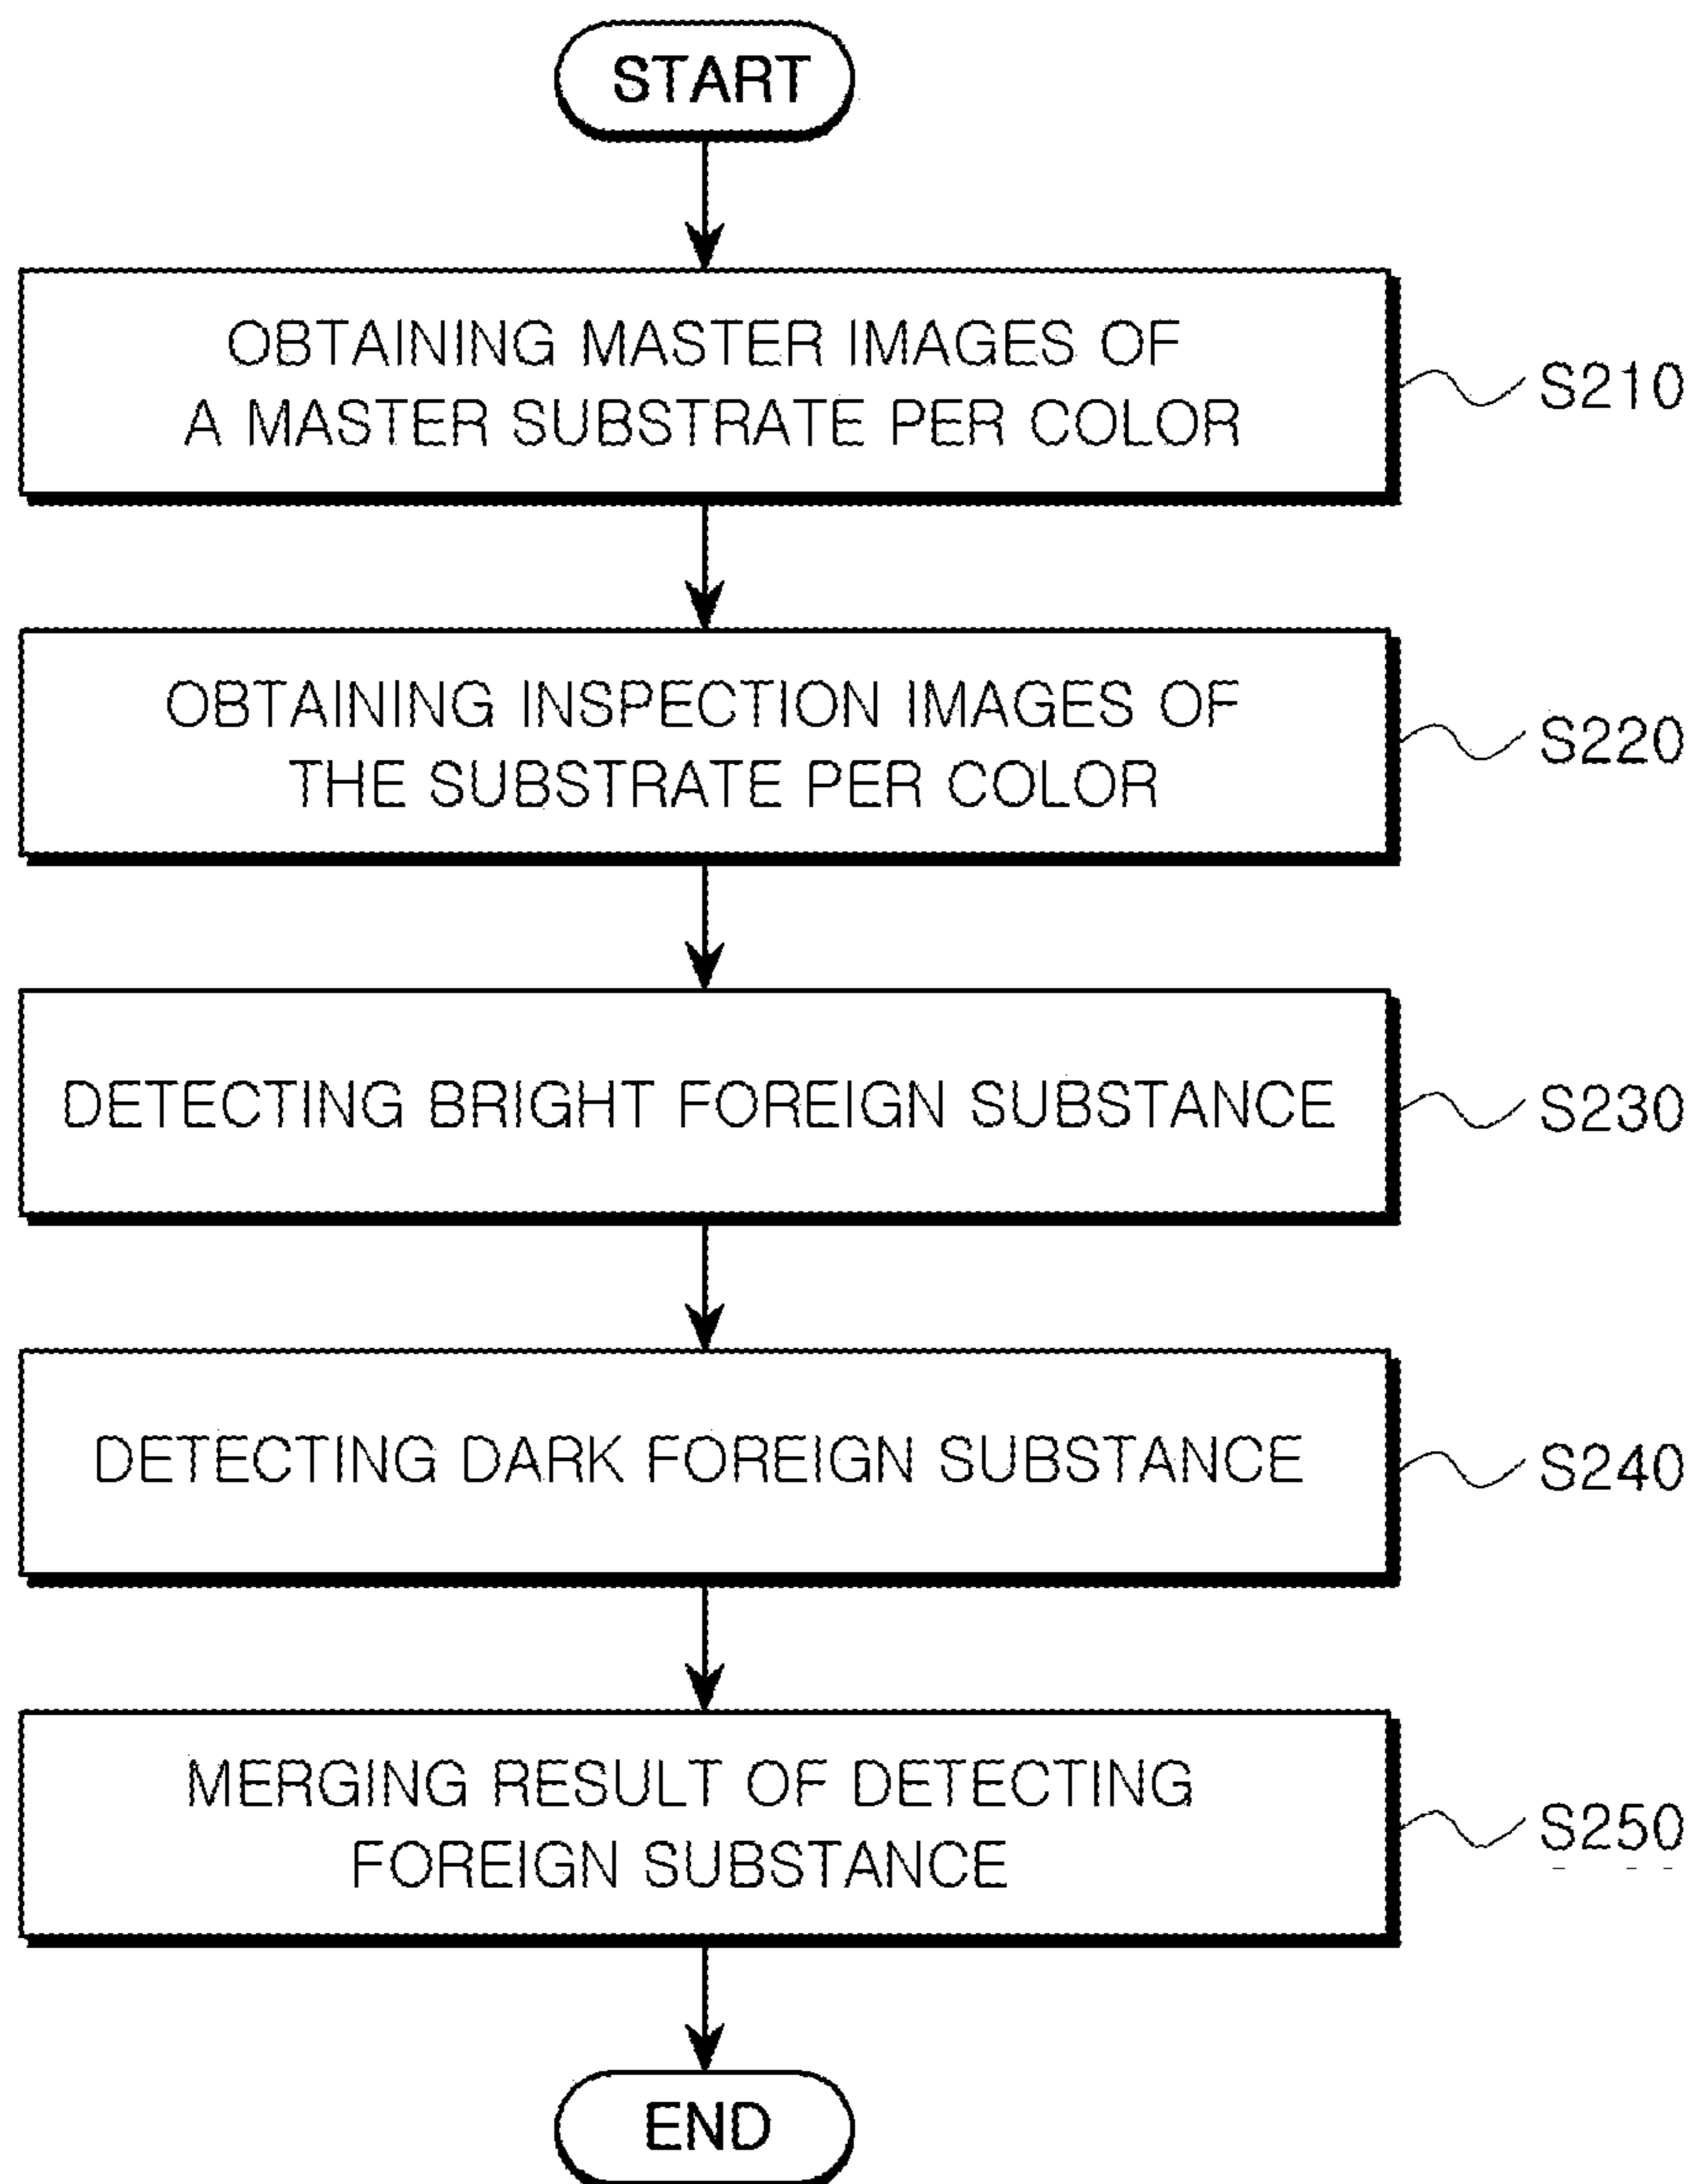 START
OBTAINING MASTER IMAGES OF
A MASTER SUBSTRATE PER COLOR
S210
OBTAINING INSPECTION IMAGES OF
THE SUBSTRATE PER COLOR
S220
DETECTING BRIGHT FOREIGN SUBSTANCE
S230
DETECTING DARK FOREIGN SUBSTANCE
S240
MERGING RESULT OF DETECTING
FOREIGN SUBSTANCE
S250
END